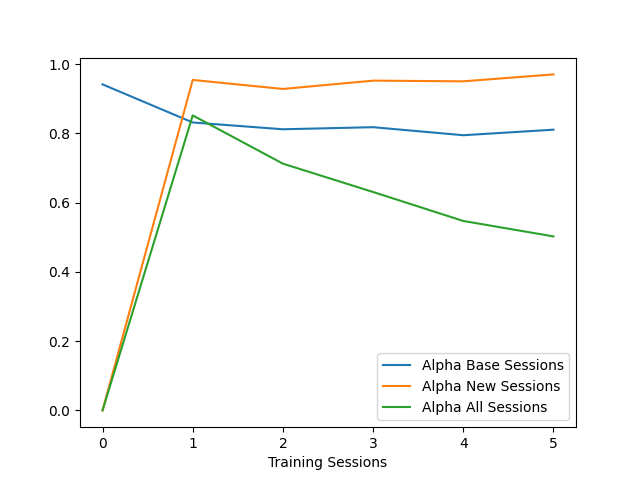 1.0
0.8
0.6
0.4
0.2
0.0
Alpha Base Sessions
Alpha New Sessions
Alpha All Sessions
0 1 2 3 4 5
Training Sessions